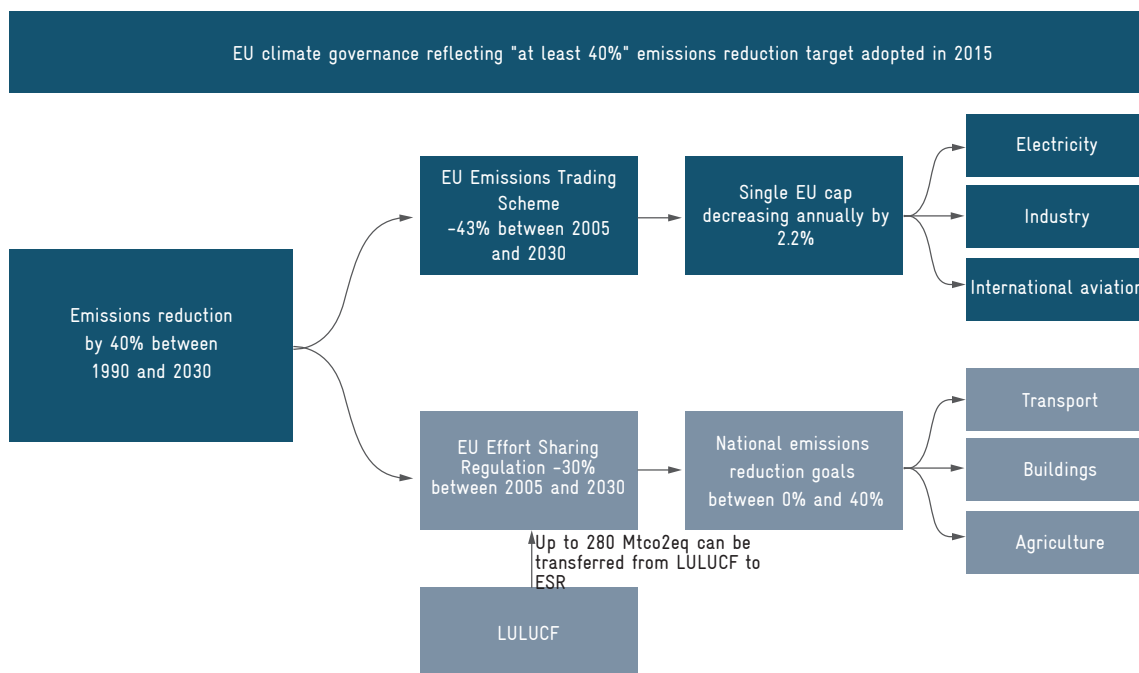 EU climate governance reflecting "at least 40%" emissions reduction target adopted in 2015
Emissions reduction
by 40% between
1990 and 2030
EU Emissions Trading
Scheme
-43% between 2005
and 2030
Single EU cap
decreasing annually by
2.2%
Electricity
Industry
International aviation
EU Effort Sharing
Regulation -30%
between 2005 and 2030
National emissions
reduction goals
between 0% and 40%
Transport
Buildings
Agriculture
Up to 280 Mtco2eq can be
transferred from LULUCF to
ESR
LULUCF